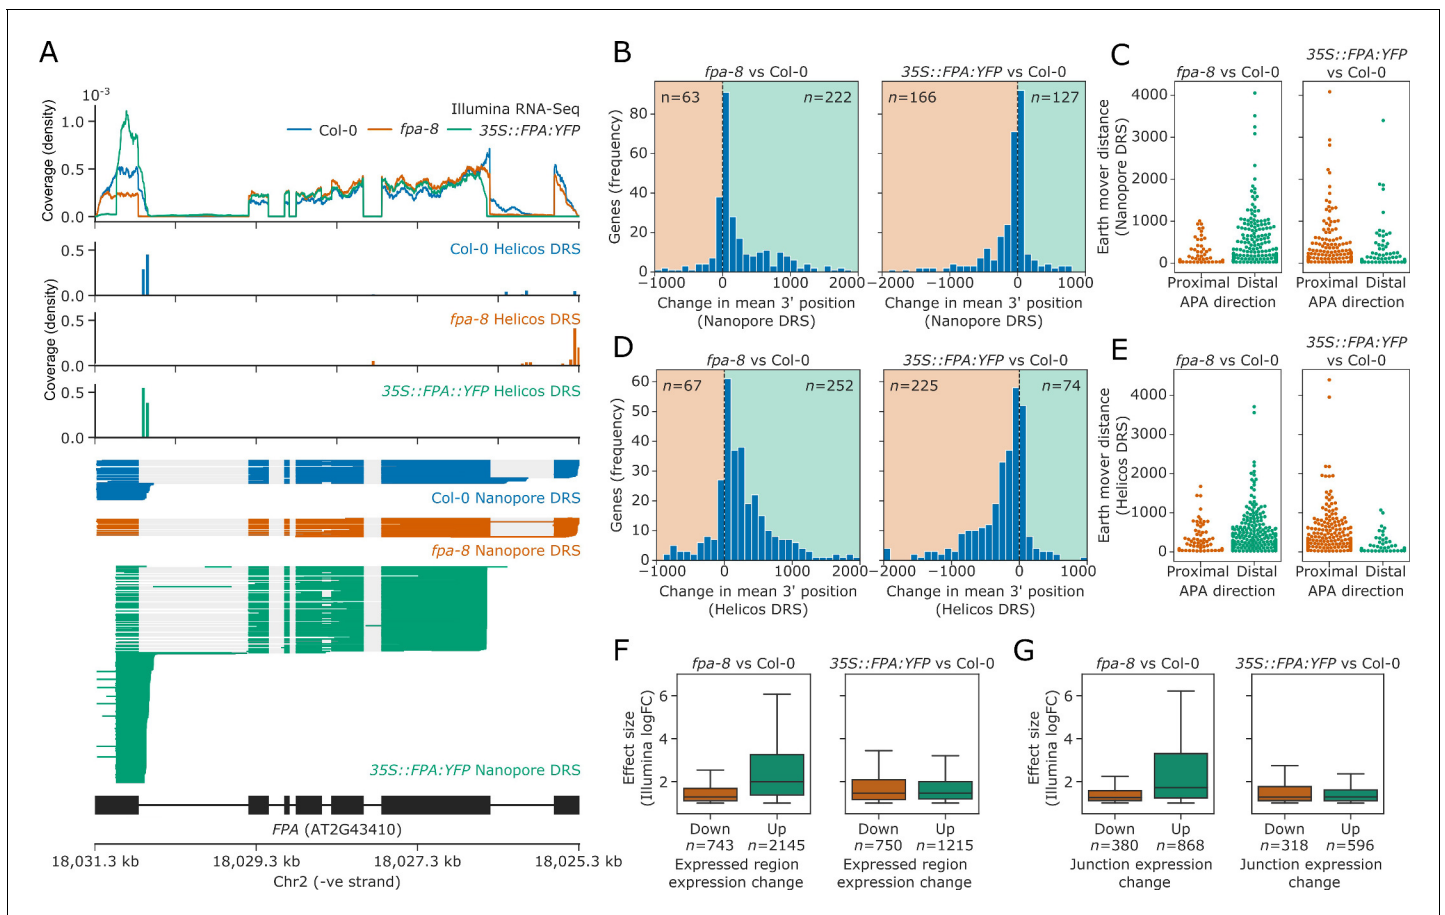 A
10⁻³
Illumina RNA-Seq
Col-0 fpa-8 35S::FPA:YFP
Coverage (density)
1.0
0.5
0.0
Col-0 Helicos DRS
0.5
0.0
fpa-8 Helicos DRS
Coverage (density)
0.5
0.0
35S::FPA::YFP Helicos DRS
0.5
0.0
Col-0 Nanopore DRS
fpa-8 Nanopore DRS
35S::FPA:YFP Nanopore DRS
FPA (AT2G43410)
18,031.3 kb 18,029.3 kb 18,027.3 kb 18,025.3 kb
Chr2 (-ve strand)
B
fpa-8 vs Col-0 35S::FPA:YFP vs Col-0
n=63 n=222 n=166 n=127
Genes (frequency)
80
60
40
20
0
−1000 0 1000 2000 −2000 −1000 0 1000
Change in mean 3' position Change in mean 3' position
(Nanopore DRS) (Nanopore DRS)
C
35S::FPA:YFP
fpa-8 vs Col-0 vs Col-0
Earth mover distance
(Nanopore DRS)
4000
3000
2000
1000
0
Proximal Distal Proximal Distal
APA direction APA direction
D
fpa-8 vs Col-0 35S::FPA:YFP vs Col-0
n=67 n=252 n=225 n=74
Genes (frequency)
60
50
40
30
20
10
0
−1000 0 1000 2000 −2000 −1000 0 1000
Change in mean 3' position Change in mean 3' position
(Helicos DRS) (Helicos DRS)
E
35S::FPA:YFP
fpa-8 vs Col-0 vs Col-0
Earth mover distance
(Helicos DRS)
4000
3000
2000
1000
0
Proximal Distal Proximal Distal
APA direction APA direction
F
fpa-8 vs Col-0 35S::FPA:YFP vs Col-0
Effect size
(Illumina logFC)
6
4
2
Down Up Down Up
n=743 n=2145 n=750 n=1215
Expressed region Expressed region
expression change expression change
G
fpa-8 vs Col-0 35S::FPA:YFP vs Col-0
Effect size
(Illumina logFC)
6
4
2
Down Up Down Up
n=380 n=868 n=318 n=596
Junction expression Junction expression
change change